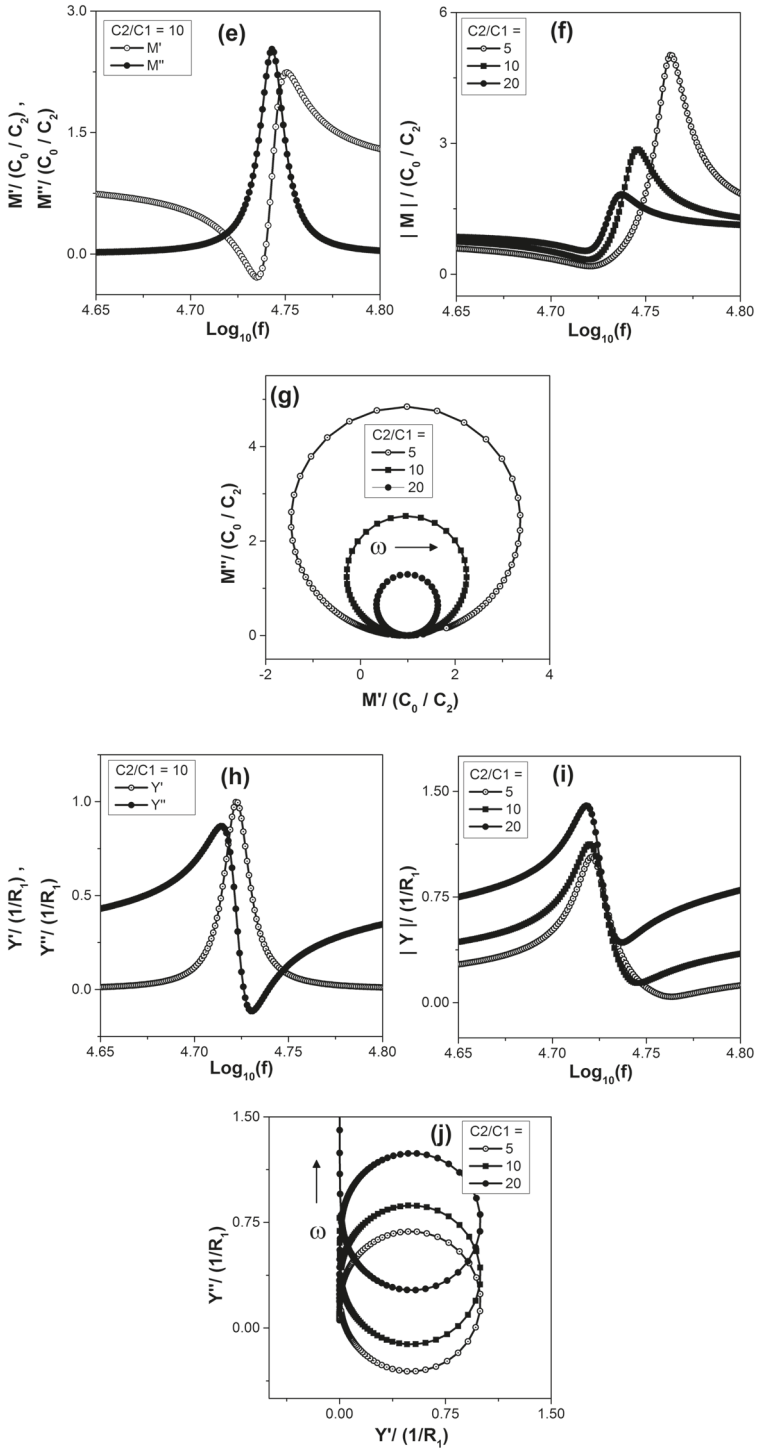 (e)
C2/C1 = 10
M'
M''
M'/ (C0 / C2) ,
M''/ (C0 / C2)
3.0
1.5
0.0
4.65 4.70 4.75 4.80
Log10(f)
(f)
C2/C1 =
5
10
20
| M | / (C0 / C2)
6
3
0
4.65 4.70 4.75 4.80
Log10(f)
(g)
C2/C1 =
5
10
20
ω
M''/ (C0 / C2)
4
2
0
-2 0 2 4
M'/ (C0 / C2)
(h)
C2/C1 = 10
Y'
Y''
Y'/ (1/R1) ,
Y''/ (1/R1)
1.0
0.5
0.0
4.65 4.70 4.75 4.80
Log10(f)
(i)
C2/C1 =
5
10
20
| Y |/ (1/R1)
1.50
0.75
0.00
4.65 4.70 4.75 4.80
Log10(f)
(j)
C2/C1 =
5
10
20
ω
Y''/ (1/R1)
1.50
0.75
0.00
0.00 0.75 1.50
Y'/ (1/R1)